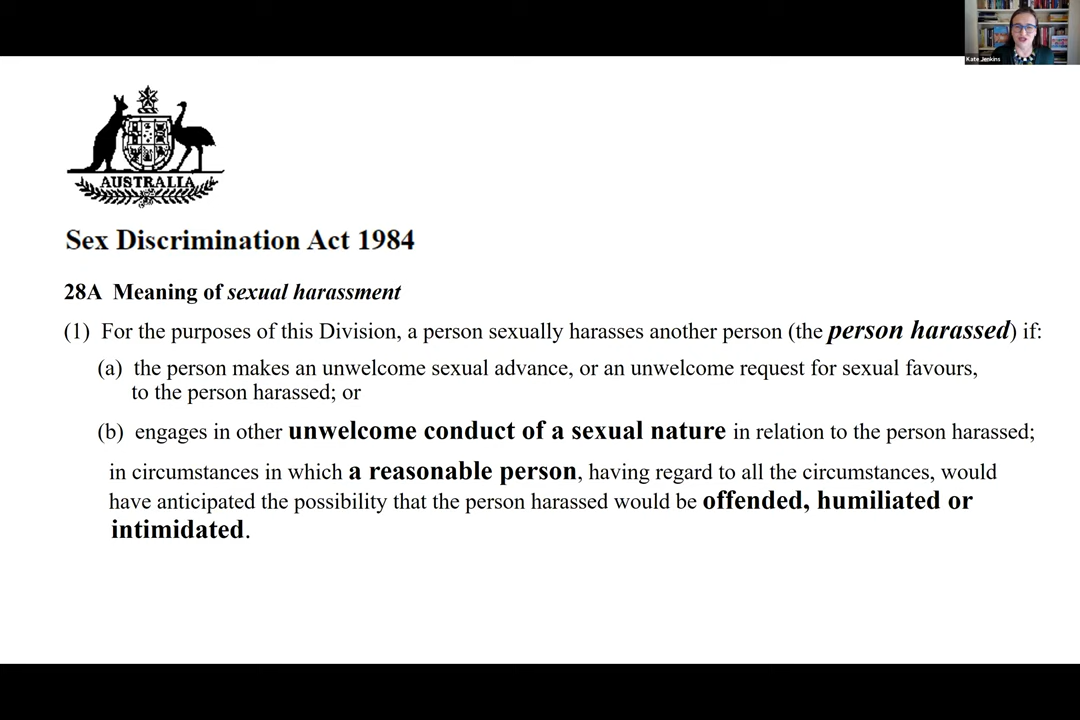 Kate Jenkins
AUSTRALIA
Sex Discrimination Act 1984
28A Meaning of sexual harassment
(1) For the purposes of this Division, a person sexually harasses another person (the person harassed) if:
(a) the person makes an unwelcome sexual advance, or an unwelcome request for sexual favours,
to the person harassed; or
(b) engages in other unwelcome conduct of a sexual nature in relation to the person harassed;
in circumstances in which a reasonable person, having regard to all the circumstances, would
have anticipated the possibility that the person harassed would be offended, humiliated or
intimidated.